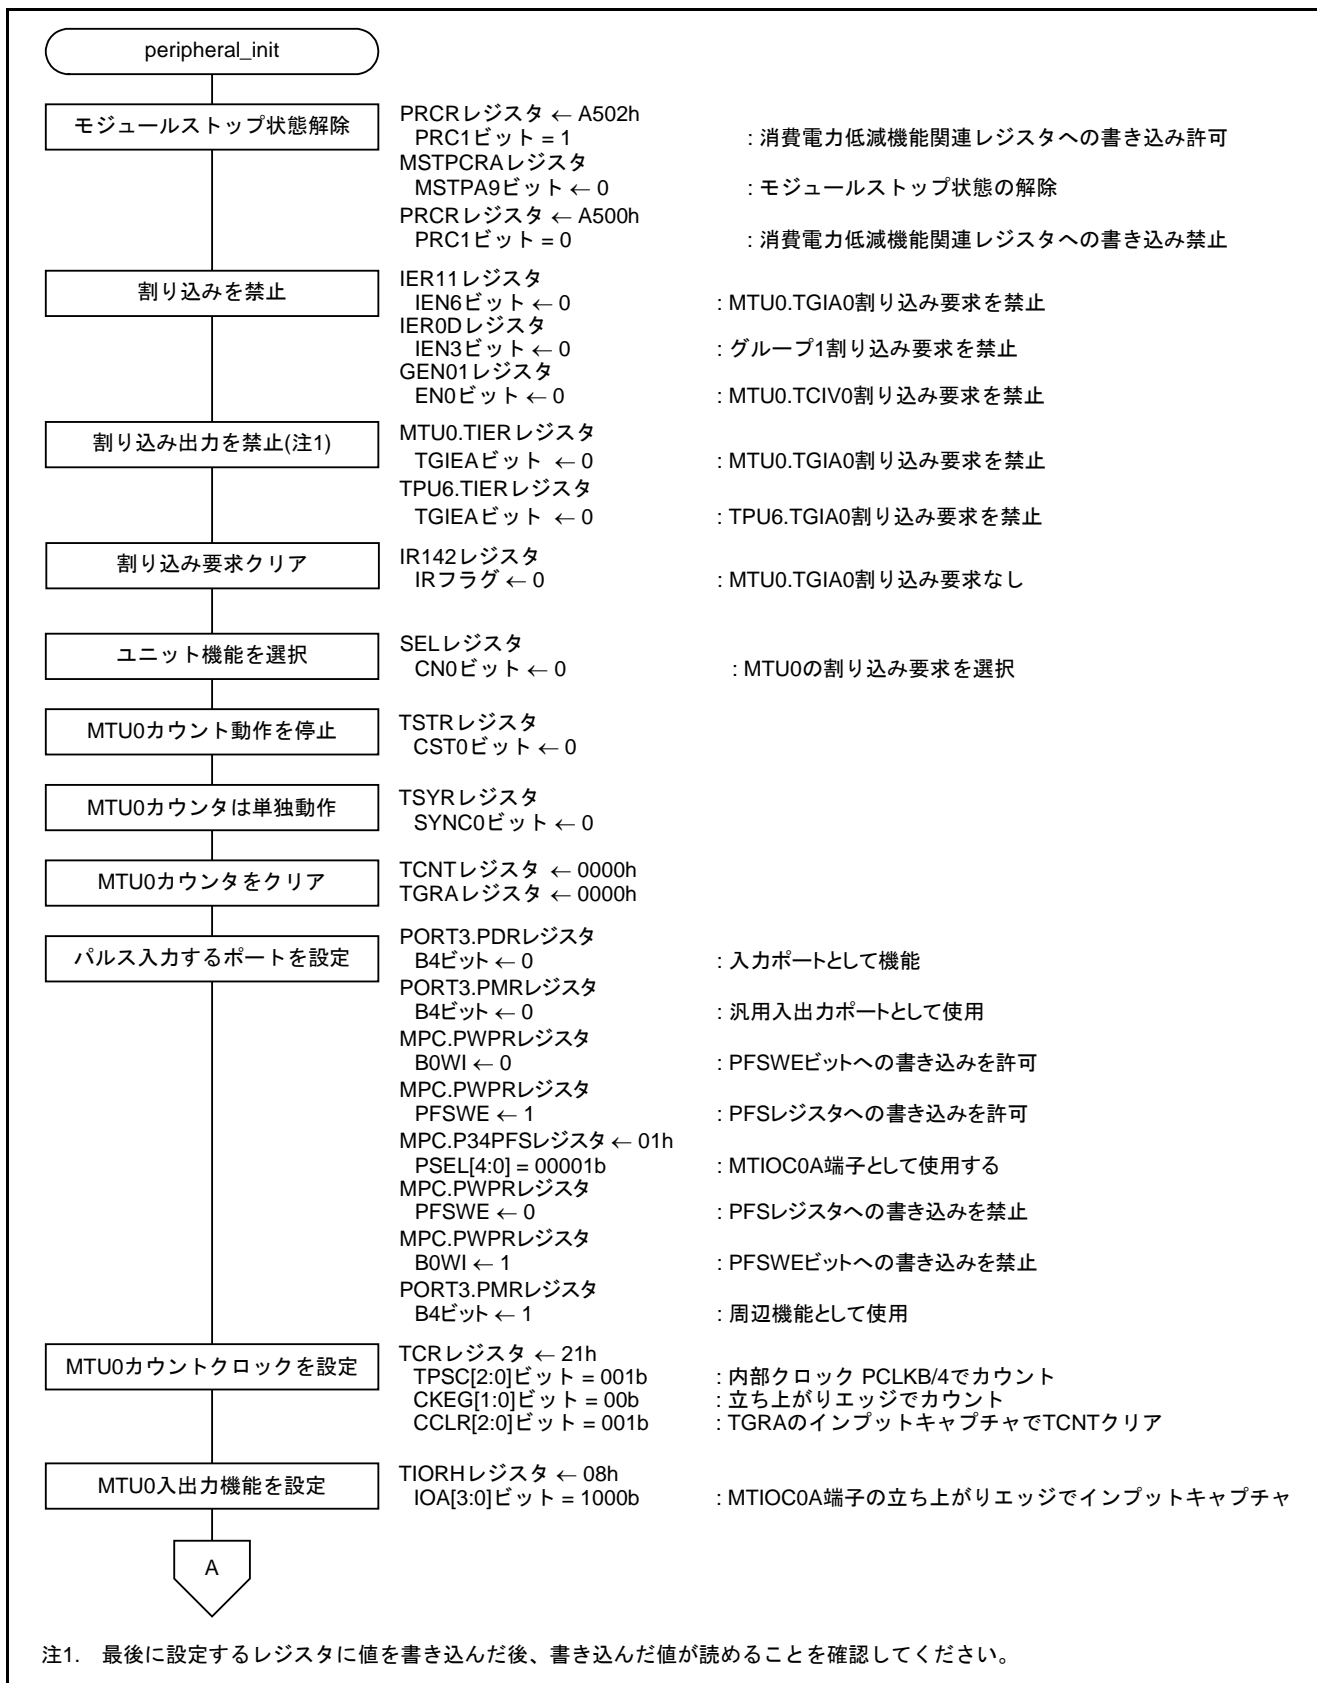 peripheral_init
モジュールストップ状態解除
PRCRレジスタ ← A502h
PRC1ビット = 1 : 消費電力低減機能関連レジスタへの書き込み許可
MSTPCRAレジスタ
MSTPA9ビット ← 0 : モジュールストップ状態の解除
PRCRレジスタ ← A500h
PRC1ビット = 0 : 消費電力低減機能関連レジスタへの書き込み禁止
割り込みを禁止
IER11レジスタ
IEN6ビット ← 0 : MTU0.TGIA0割り込み要求を禁止
IER0Dレジスタ
IEN3ビット ← 0 : グループ1割り込み要求を禁止
GEN01レジスタ
EN0ビット ← 0 : MTU0.TCIV0割り込み要求を禁止
割り込み出力を禁止(注1)
MTU0.TIERレジスタ
TGIEAビット ← 0 : MTU0.TGIA0割り込み要求を禁止
TPU6.TIERレジスタ
TGIEAビット ← 0 : TPU6.TGIA0割り込み要求を禁止
割り込み要求クリア
IR142レジスタ
IRフラグ ← 0 : MTU0.TGIA0割り込み要求なし
ユニット機能を選択
SELレジスタ
CN0ビット ← 0 : MTU0の割り込み要求を選択
MTU0カウント動作を停止
TSTRレジスタ
CST0ビット ← 0
MTU0カウンタは単独動作
TSYRレジスタ
SYNC0ビット ← 0
MTU0カウンタをクリア
TCNTレジスタ ← 0000h
TGRAレジスタ ← 0000h
パルス入力するポートを設定
PORT3.PDRレジスタ
B4ビット ← 0 : 入力ポートとして機能
PORT3.PMRレジスタ
B4ビット ← 0 : 汎用入出力ポートとして使用
MPC.PWPRレジスタ
B0WI ← 0 : PFSWEビットへの書き込みを許可
MPC.PWPRレジスタ
PFSWE ← 1 : PFSレジスタへの書き込みを許可
MPC.P34PFSレジスタ ← 01h
PSEL[4:0] = 00001b : MTIOC0A端子として使用する
MPC.PWPRレジスタ
PFSWE ← 0 : PFSレジスタへの書き込みを禁止
MPC.PWPRレジスタ
B0WI ← 1 : PFSWEビットへの書き込みを禁止
PORT3.PMRレジスタ
B4ビット ← 1 : 周辺機能として使用
MTU0カウントクロックを設定
TCRレジスタ ← 21h
TPSC[2:0]ビット = 001b : 内部クロック PCLKB/4でカウント
CKEG[1:0]ビット = 00b : 立ち上がりエッジでカウント
CCLR[2:0]ビット = 001b : TGRAのインプットキャプチャでTCNTクリア
MTU0入出力機能を設定
TIORHレジスタ ← 08h
IOA[3:0]ビット = 1000b : MTIOC0A端子の立ち上がりエッジでインプットキャプチャ
A
注1. 最後に設定するレジスタに値を書き込んだ後、書き込んだ値が読めることを確認してください。